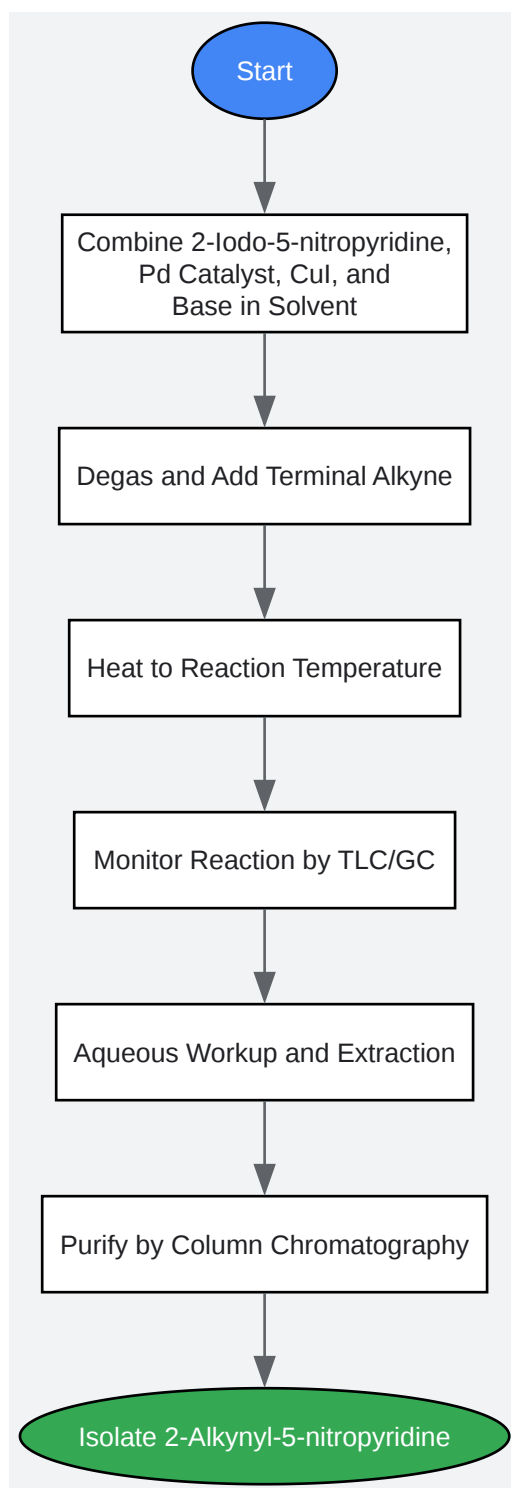 Start
Combine 2-Iodo-5-nitropyridine,
Pd Catalyst, CuI, and
Base in Solvent
Degas and Add Terminal Alkyne
Heat to Reaction Temperature
Monitor Reaction by TLC/GC
Aqueous Workup and Extraction
Purify by Column Chromatography
Isolate 2-Alkynyl-5-nitropyridine